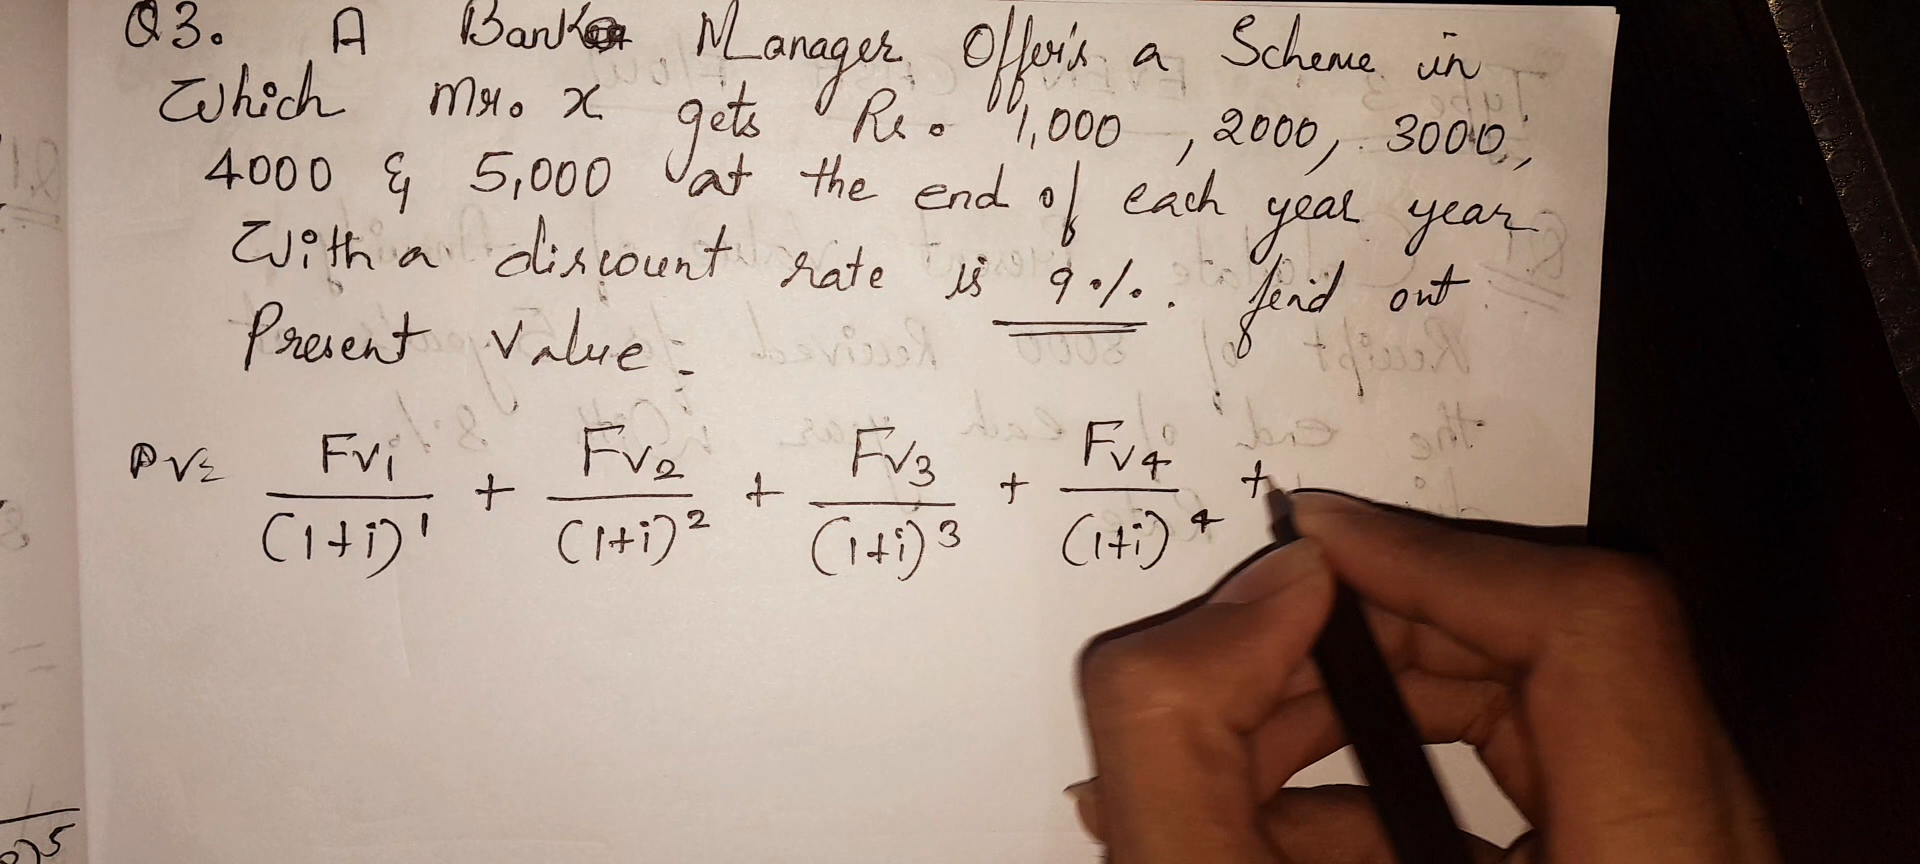 Q3. A Bank Manager Offers a Scheme in
Which Mr. x gets Rs. 1,000 , 2000, 3000,
4000 & 5,000 at the end of each year year
With a discount rate is 9%. find out
Present Value.
PV= FV1/(1+i)^1 + FV2/(1+i)^2 + FV3/(1+i)^3 + FV4/(1+i)^4 +